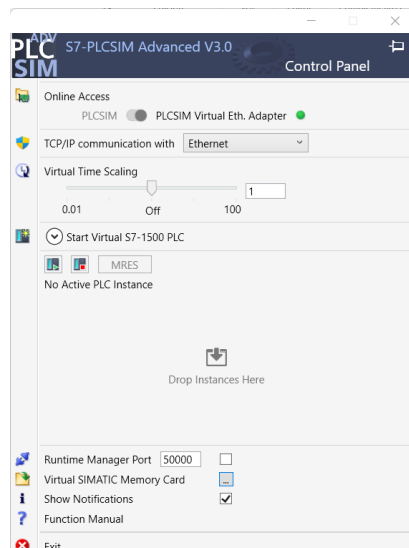 PLC ADV
SIM
S7-PLCSIM Advanced V3.0
Control Panel
Online Access
PLCSIM PLCSIM Virtual Eth. Adapter
TCP/IP communication with Ethernet
Virtual Time Scaling
1
0.01 Off 100
Start Virtual S7-1500 PLC
MRES
No Active PLC Instance
Drop Instances Here
Runtime Manager Port 50000
Virtual SIMATIC Memory Card ...
Show Notifications
Function Manual
Exit